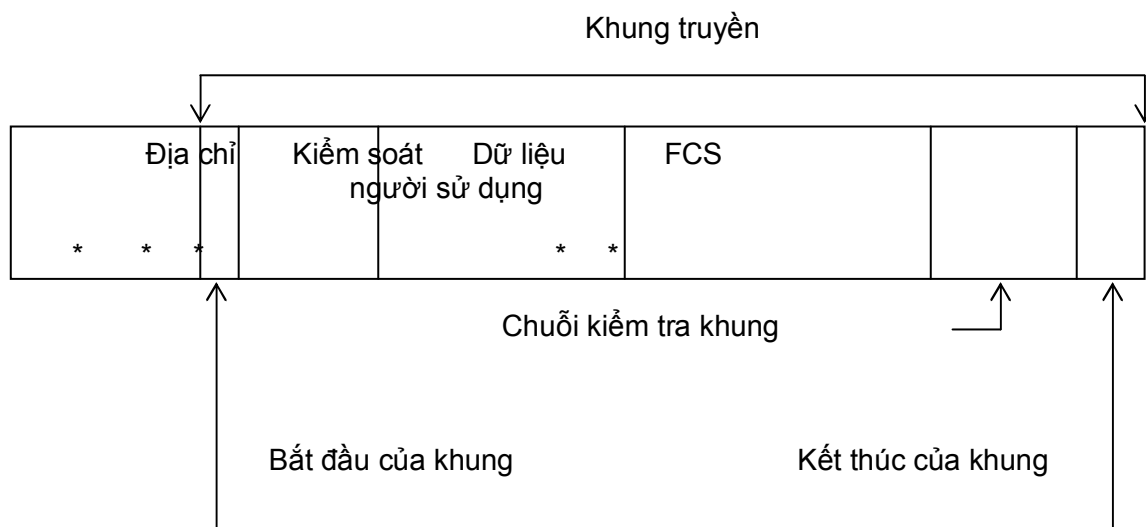 Khung truyền
Địa chỉ Kiểm soát Dữ liệu FCS
người sử dụng
* * * * *
Chuỗi kiểm tra khung
Bắt đầu của khung Kết thúc của khung